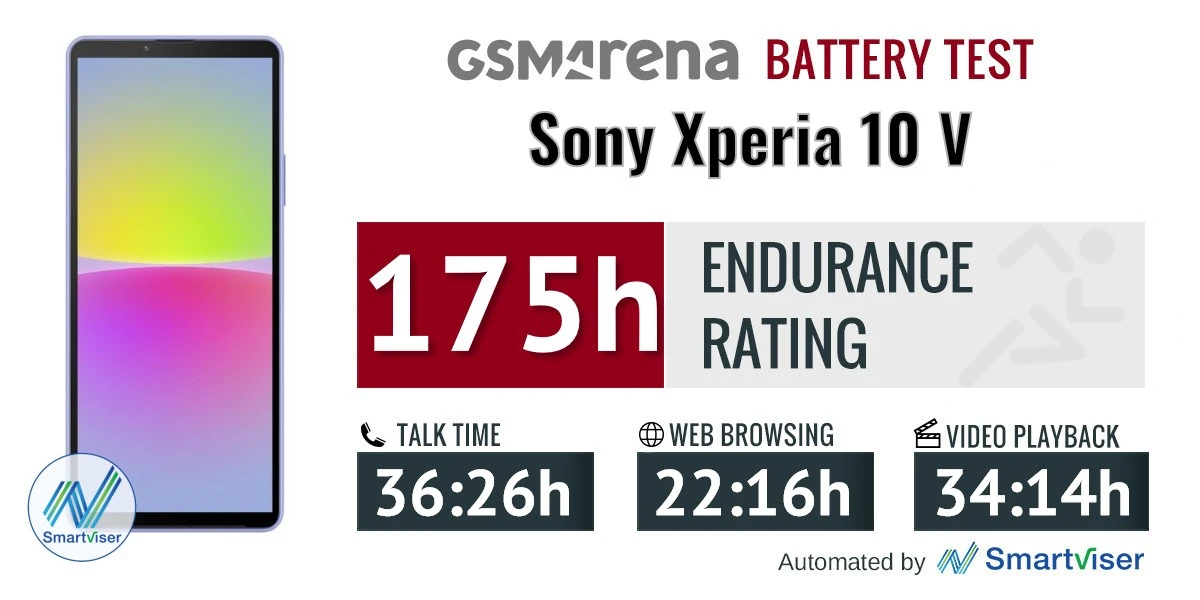 GSMArena BATTERY TEST
Sony Xperia 10 V
175h
ENDURANCE
RATING
TALK TIME
36:26h
WEB BROWSING
22:16h
VIDEO PLAYBACK
34:14h
SmartViser
Automated by SmartViser